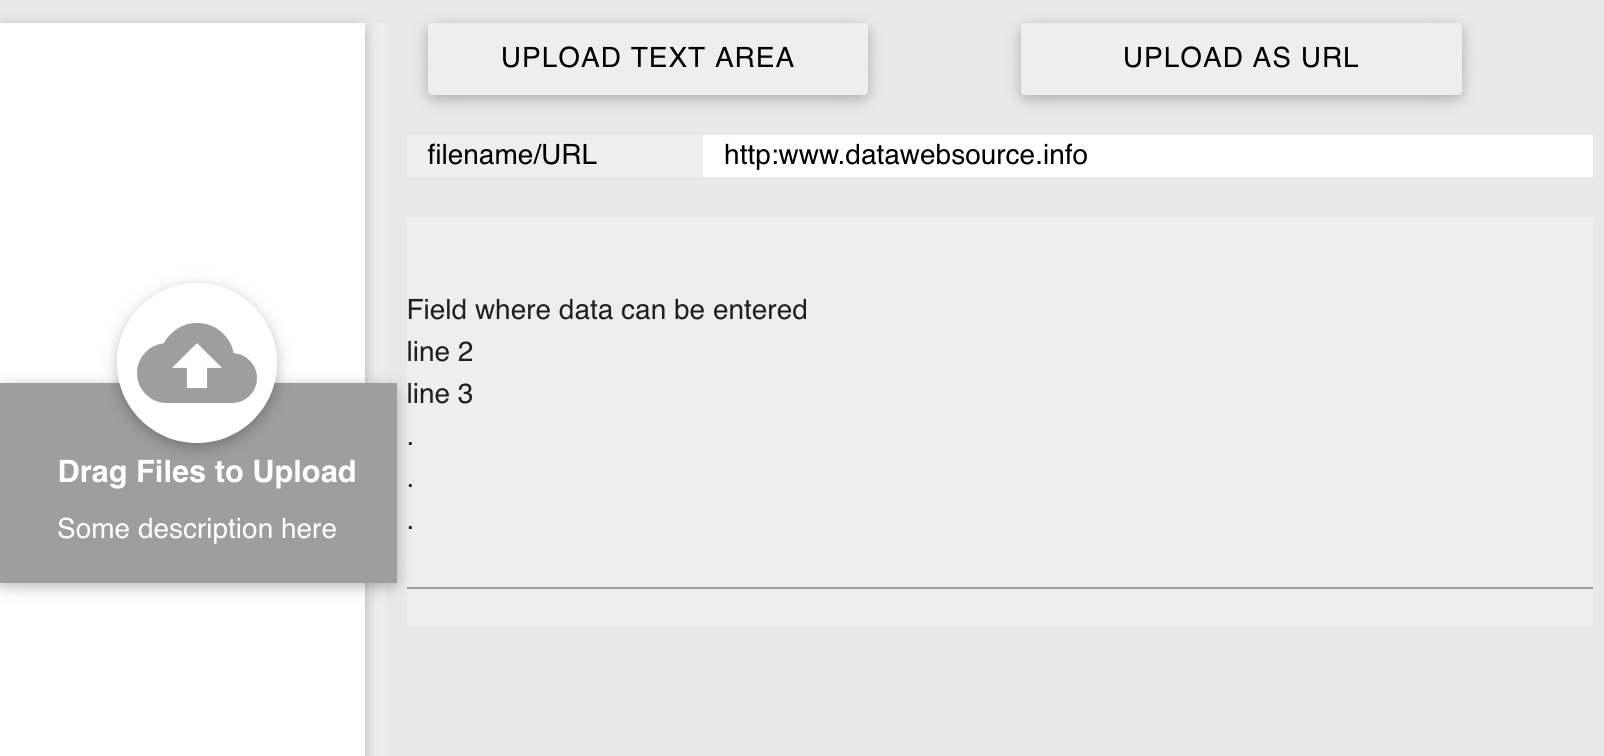 UPLOAD TEXT AREA
UPLOAD AS URL
filename/URL
http:www.datawebsource.info
Field where data can be entered
line 2
line 3
.
.
.
Drag Files to Upload
Some description here